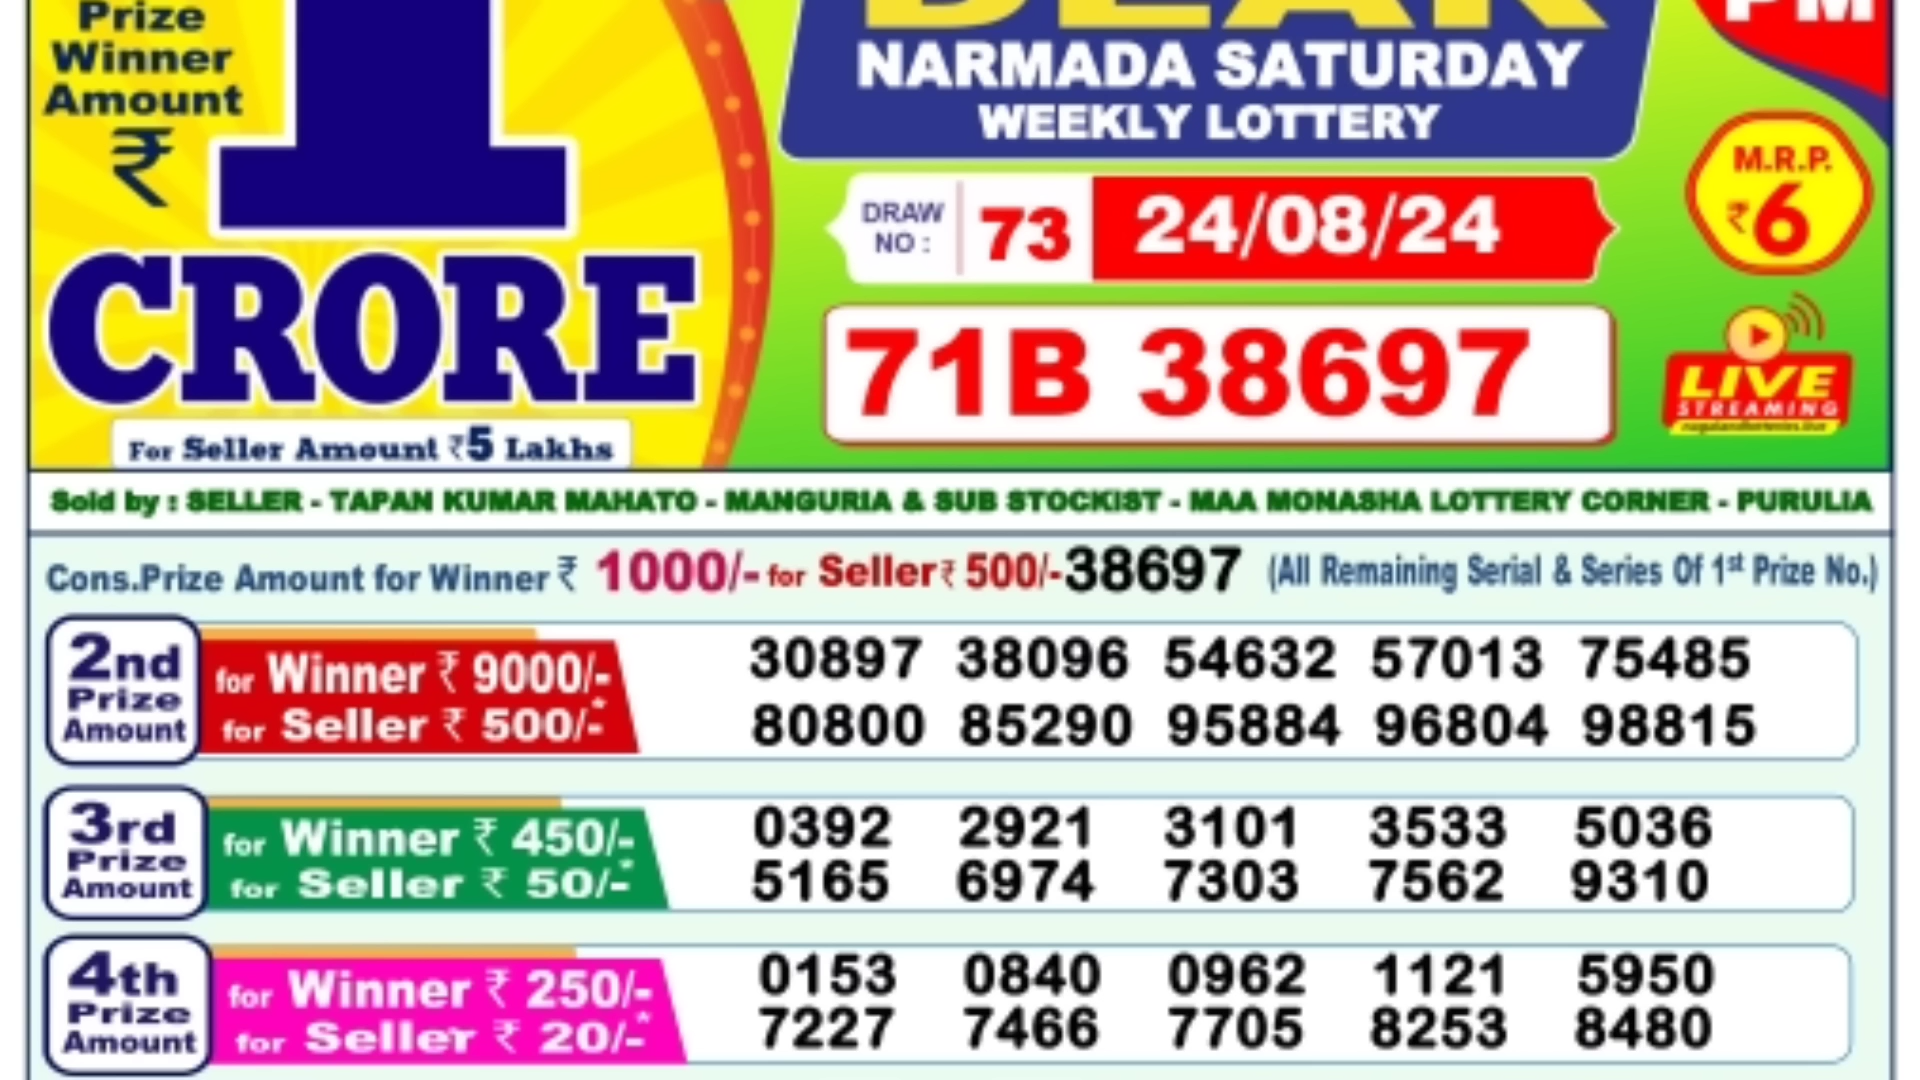 Prize
Winner
Amount
₹
1
CRORE
For Seller Amount ₹5 Lakhs
DEAR
NARMADA SATURDAY
WEEKLY LOTTERY
PM
M.R.P.
₹6
DRAW NO : 73 24/08/24
71B 38697
LIVE
STREAMING
nagalandlotteries.live
Sold by : SELLER - TAPAN KUMAR MAHATO - MANGURIA & SUB STOCKIST - MAA MONASHA LOTTERY CORNER - PURULIA
Cons.Prize Amount for Winner ₹ 1000/- for Seller ₹ 500/- 38697 (All Remaining Serial & Series Of 1st Prize No.)
2nd
Prize
Amount
for Winner ₹ 9000/-
for Seller ₹ 500/-*
30897 38096 54632 57013 75485
80800 85290 95884 96804 98815
3rd
Prize
Amount
for Winner ₹ 450/-
for Seller ₹ 50/-*
0392 2921 3101 3533 5036
5165 6974 7303 7562 9310
4th
Prize
Amount
for Winner ₹ 250/-
for Seller ₹ 20/-*
0153 0840 0962 1121 5950
7227 7466 7705 8253 8480